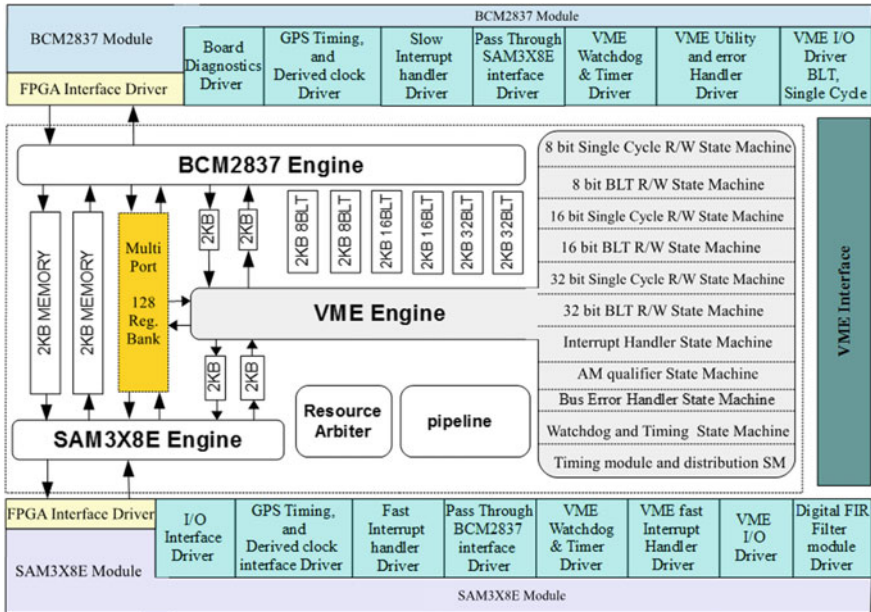 BCM2837 Module
BCM2837 Module
FPGA Interface Driver
Board
Diagnostics
Driver
GPS Timing,
and
Derived clock
Driver
Slow
Interrupt
handler
Driver
Pass Through
SAM3X8E
interface
Driver
VME
Watchdog
& Timer
Driver
VME Utility
and error
Handler
Driver
VME I/O
Driver
BLT,
Single Cycle
BCM2837 Engine
2KB MEMORY
2KB MEMORY
Multi
Port
128
Reg.
Bank
2KB
2KB
2KB 8BLT
2KB 8BLT
2KB 16BLT
2KB 16BLT
2KB 32BLT
2KB 32BLT
VME Engine
2KB
2KB
SAM3X8E Engine
Resource
Arbiter
pipeline
8 bit Single Cycle R/W State Machine
8 bit BLT R/W State Machine
16 bit Single Cycle R/W State Machine
16 bit BLT R/W State Machine
32 bit Single Cycle R/W State Machine
32 bit BLT R/W State Machine
Interrupt Handler State Machine
AM qualifier State Machine
Bus Error Handler State Machine
Watchdog and Timing State Machine
Timing module and distribution SM
VME Interface
FPGA Interface Driver
SAM3X8E Module
I/O
Interface
Driver
GPS Timing,
and
Derived clock
interface Driver
Fast
Interrupt
handler
Driver
Pass Through
BCM2837
interface
Driver
VME
Watchdog
& Timer
Driver
VME fast
Interrupt
Handler
Driver
VME
I/O
Driver
Digital FIR
Filter
module
Driver
SAM3X8E Module